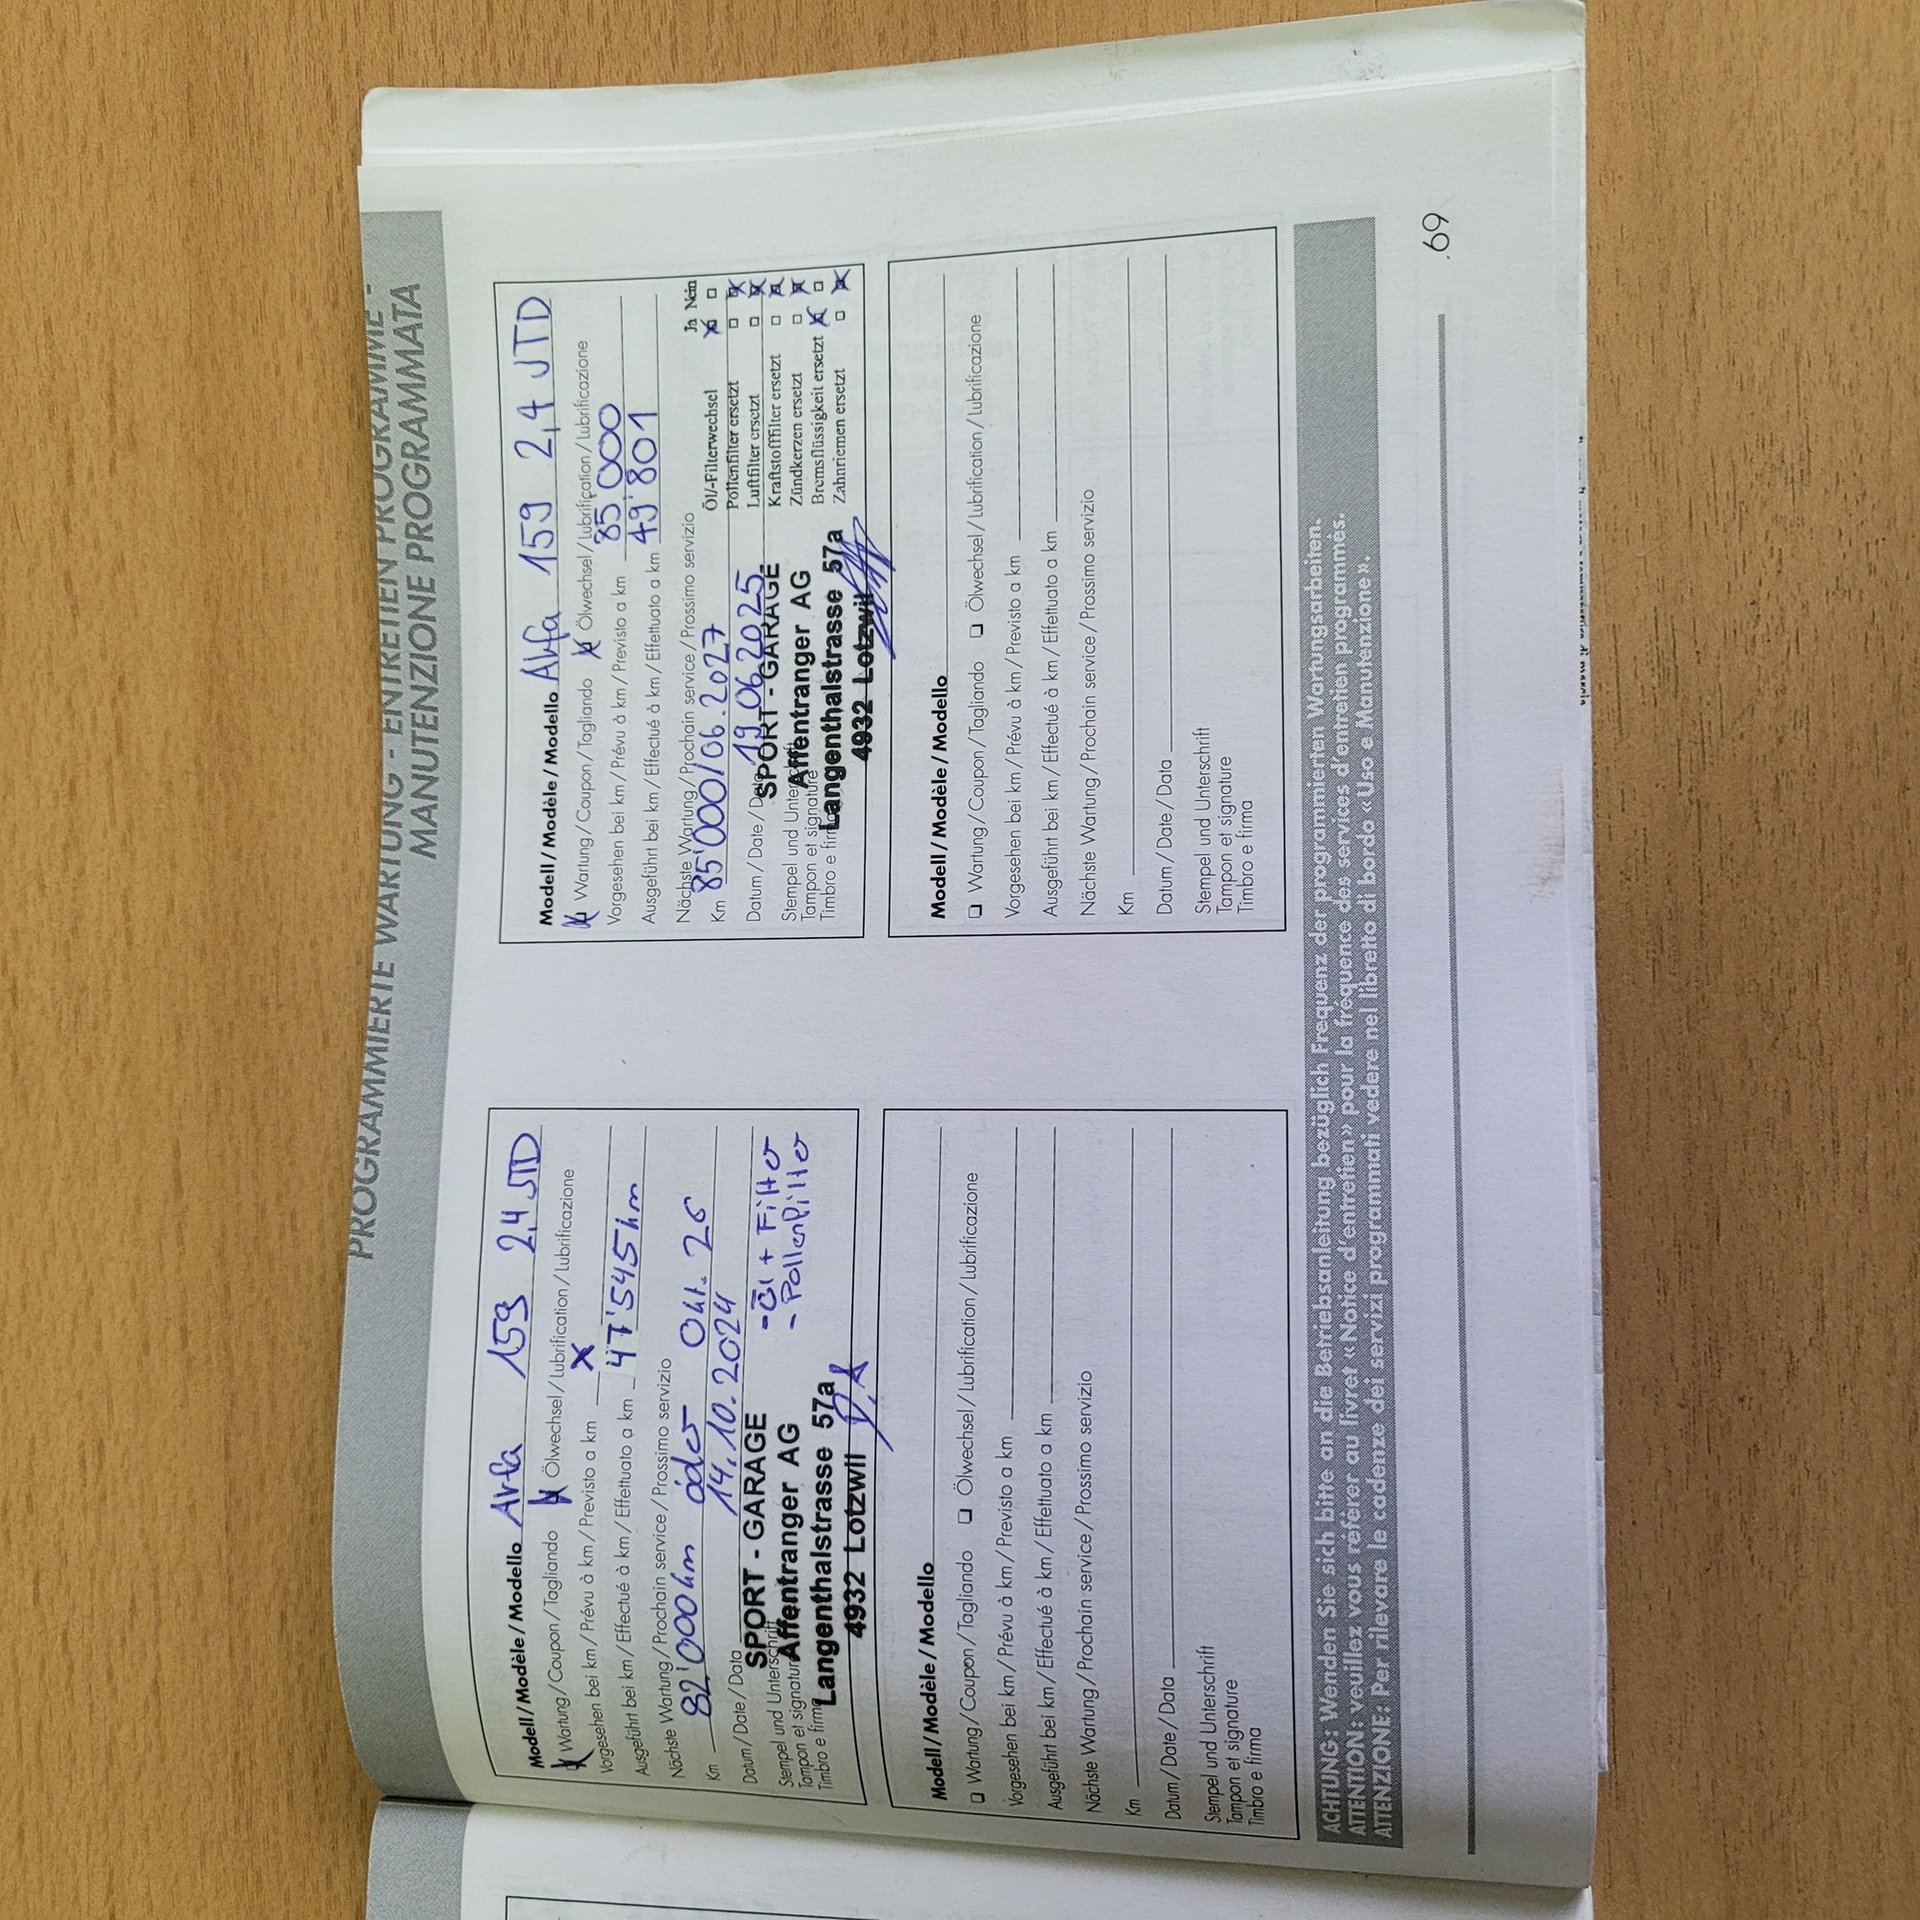 PROGRAMMIERTE WARTUNG - ENTRETIEN PROGRAMME -
MANUTENZIONE PROGRAMMATA
Modell / Modèle / Modello Alfa 159 2,4 JTD
Wartung / Coupon / Tagliando Ölwechsel / Lubrification / Lubrificazione
Vorgesehen bei km / Prévu à km / Previsto a km X
Ausgeführt bei km / Effectué à km / Effettuato a km 47'545 km
Nächste Wartung / Prochain service / Prossimo servizio
Km 82'000 km oder Okt. 26
Datum / Date / Data 14.10.2024
Stempel und Unterschrift
Tampon et signature
Timbro e firma
SPORT - GARAGE
Affentranger AG
Langenthalstrasse 57a
4932 Lotzwil
- Öl + Filter
- Pollenfilter
Modell / Modèle / Modello Alfa 159 2,4 JTD
Wartung / Coupon / Tagliando Ölwechsel / Lubrification / Lubrificazione
Vorgesehen bei km / Prévu à km / Previsto a km 85 000
Ausgeführt bei km / Effectué à km / Effettuato a km 49'801
Nächste Wartung / Prochain service / Prossimo servizio
Km 85'000/06.2027
Datum / Date / Data 19.06.2025
Stempel und Unterschrift
Tampon et signature
Timbro e firma
SPORT - GARAGE
Affentranger AG
Langenthalstrasse 57a
4932 Lotzwil
Ja Nein
Öl/-Filterwechsel
Pollenfilter ersetzt
Luftfilter ersetzt
Kraftstofffilter ersetzt
Zündkerzen ersetzt
Bremsflüssigkeit ersetzt
Zahnriemen ersetzt
Modell / Modèle / Modello
Wartung / Coupon / Tagliando Ölwechsel / Lubrification / Lubrificazione
Vorgesehen bei km / Prévu à km / Previsto a km
Ausgeführt bei km / Effectué à km / Effettuato a km
Nächste Wartung / Prochain service / Prossimo servizio
Km
Datum / Date / Data
Stempel und Unterschrift
Tampon et signature
Timbro e firma
Modell / Modèle / Modello
Wartung / Coupon / Tagliando Ölwechsel / Lubrification / Lubrificazione
Vorgesehen bei km / Prévu à km / Previsto a km
Ausgeführt bei km / Effectué à km / Effettuato a km
Nächste Wartung / Prochain service / Prossimo servizio
Km
Datum / Date / Data
Stempel und Unterschrift
Tampon et signature
Timbro e firma
ACHTUNG: Wenden Sie sich bitte an die Betriebsanleitung bezüglich Frequenz der programmierten Wartungsarbeiten.
ATTENTION: veuillez vous référer au livret «Notice d'entretien» pour la fréquence des services d'entretien programmés.
ATTENZIONE: Per rilevare le cadenze dei servizi programmati vedere nel libretto di bordo «Uso e Manutenzione».
69